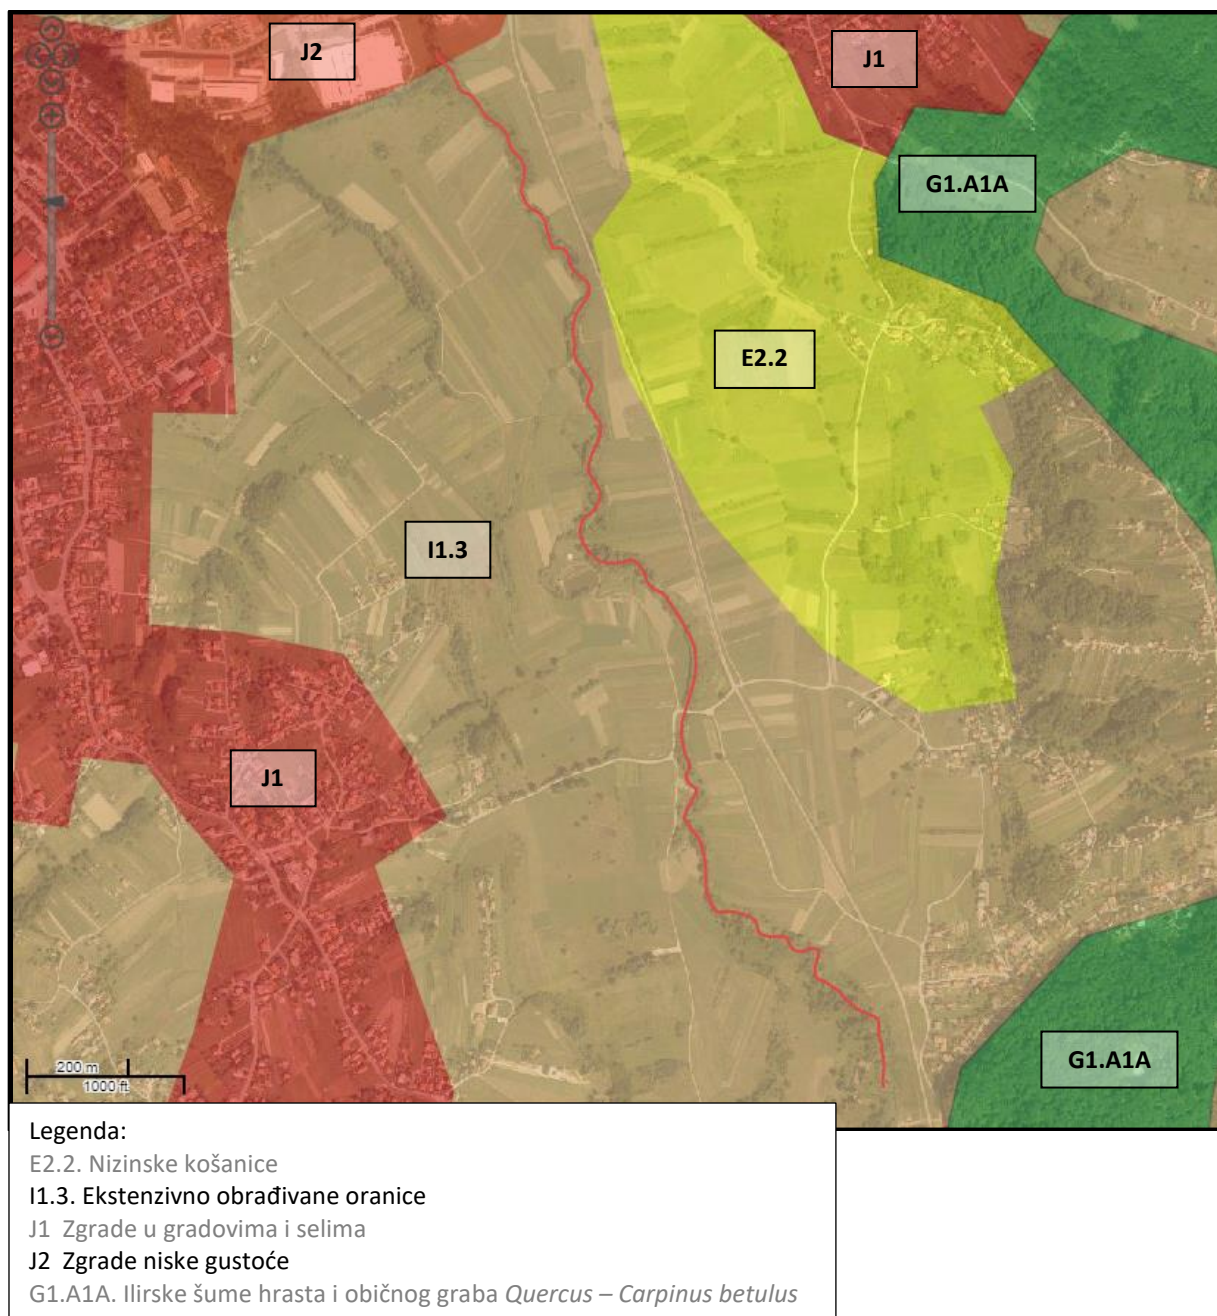 J2
J1
G1.A1A
E2.2
I1.3
J1
G1.A1A
200 m
1000 ft
Legenda:
E2.2. Nizinske košanice
I1.3. Ekstenzivno obrađivane oranice
J1 Zgrade u gradovima i selima
J2 Zgrade niske gustoće
G1.A1A. Ilirske šume hrasta i običnog graba Quercus – Carpinus betulus